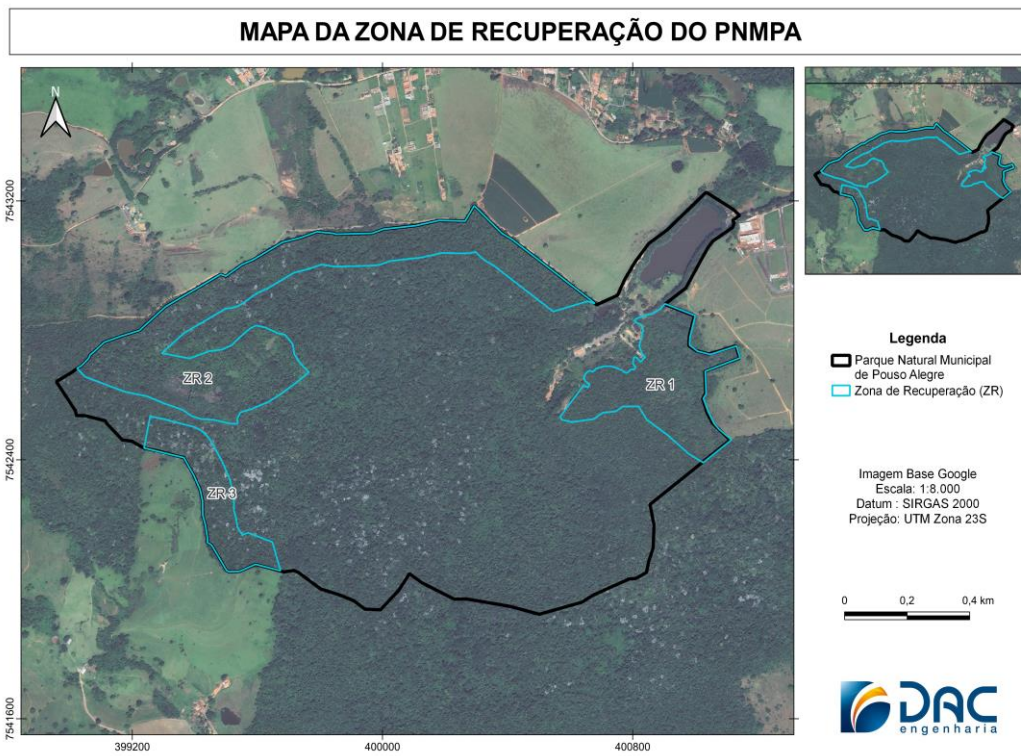 MAPA DA ZONA DE RECUPERAÇÃO DO PNMPA
N
7543200
7542400
7541600
399200
400000
400800
ZR 1
ZR 2
ZR 3
Legenda
Parque Natural Municipal
de Pouso Alegre
Zona de Recuperação (ZR)
Imagem Base Google
Escala: 1:8.000
Datum : SIRGAS 2000
Projeção: UTM Zona 23S
0 0,2 0,4 km
DAC
engenharia